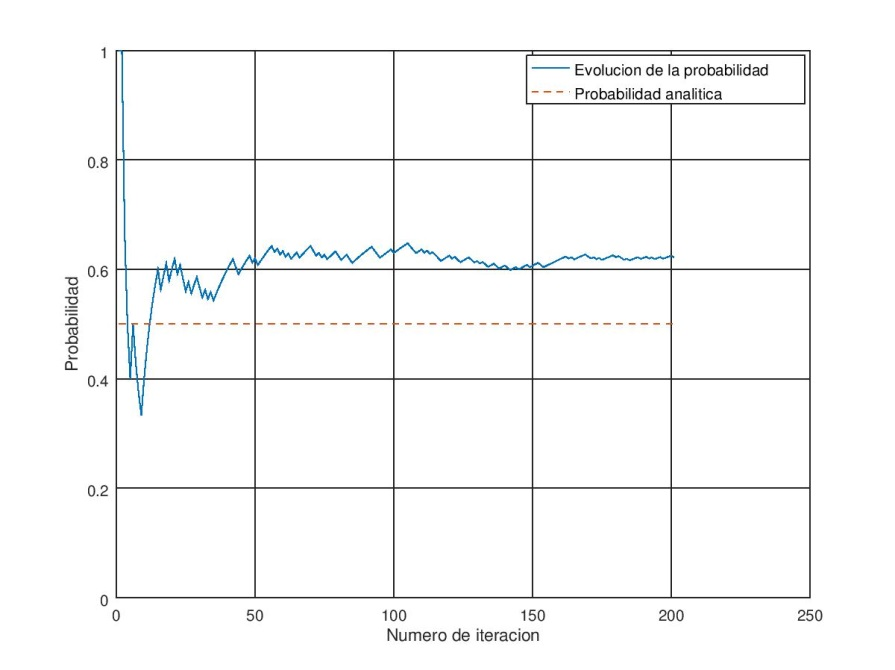 1
Evolucion de la probabilidad
Probabilidad analitica
0.8
0.6
Probabilidad
0.4
0.2
0
0 50 100 150 200 250
Numero de iteracion